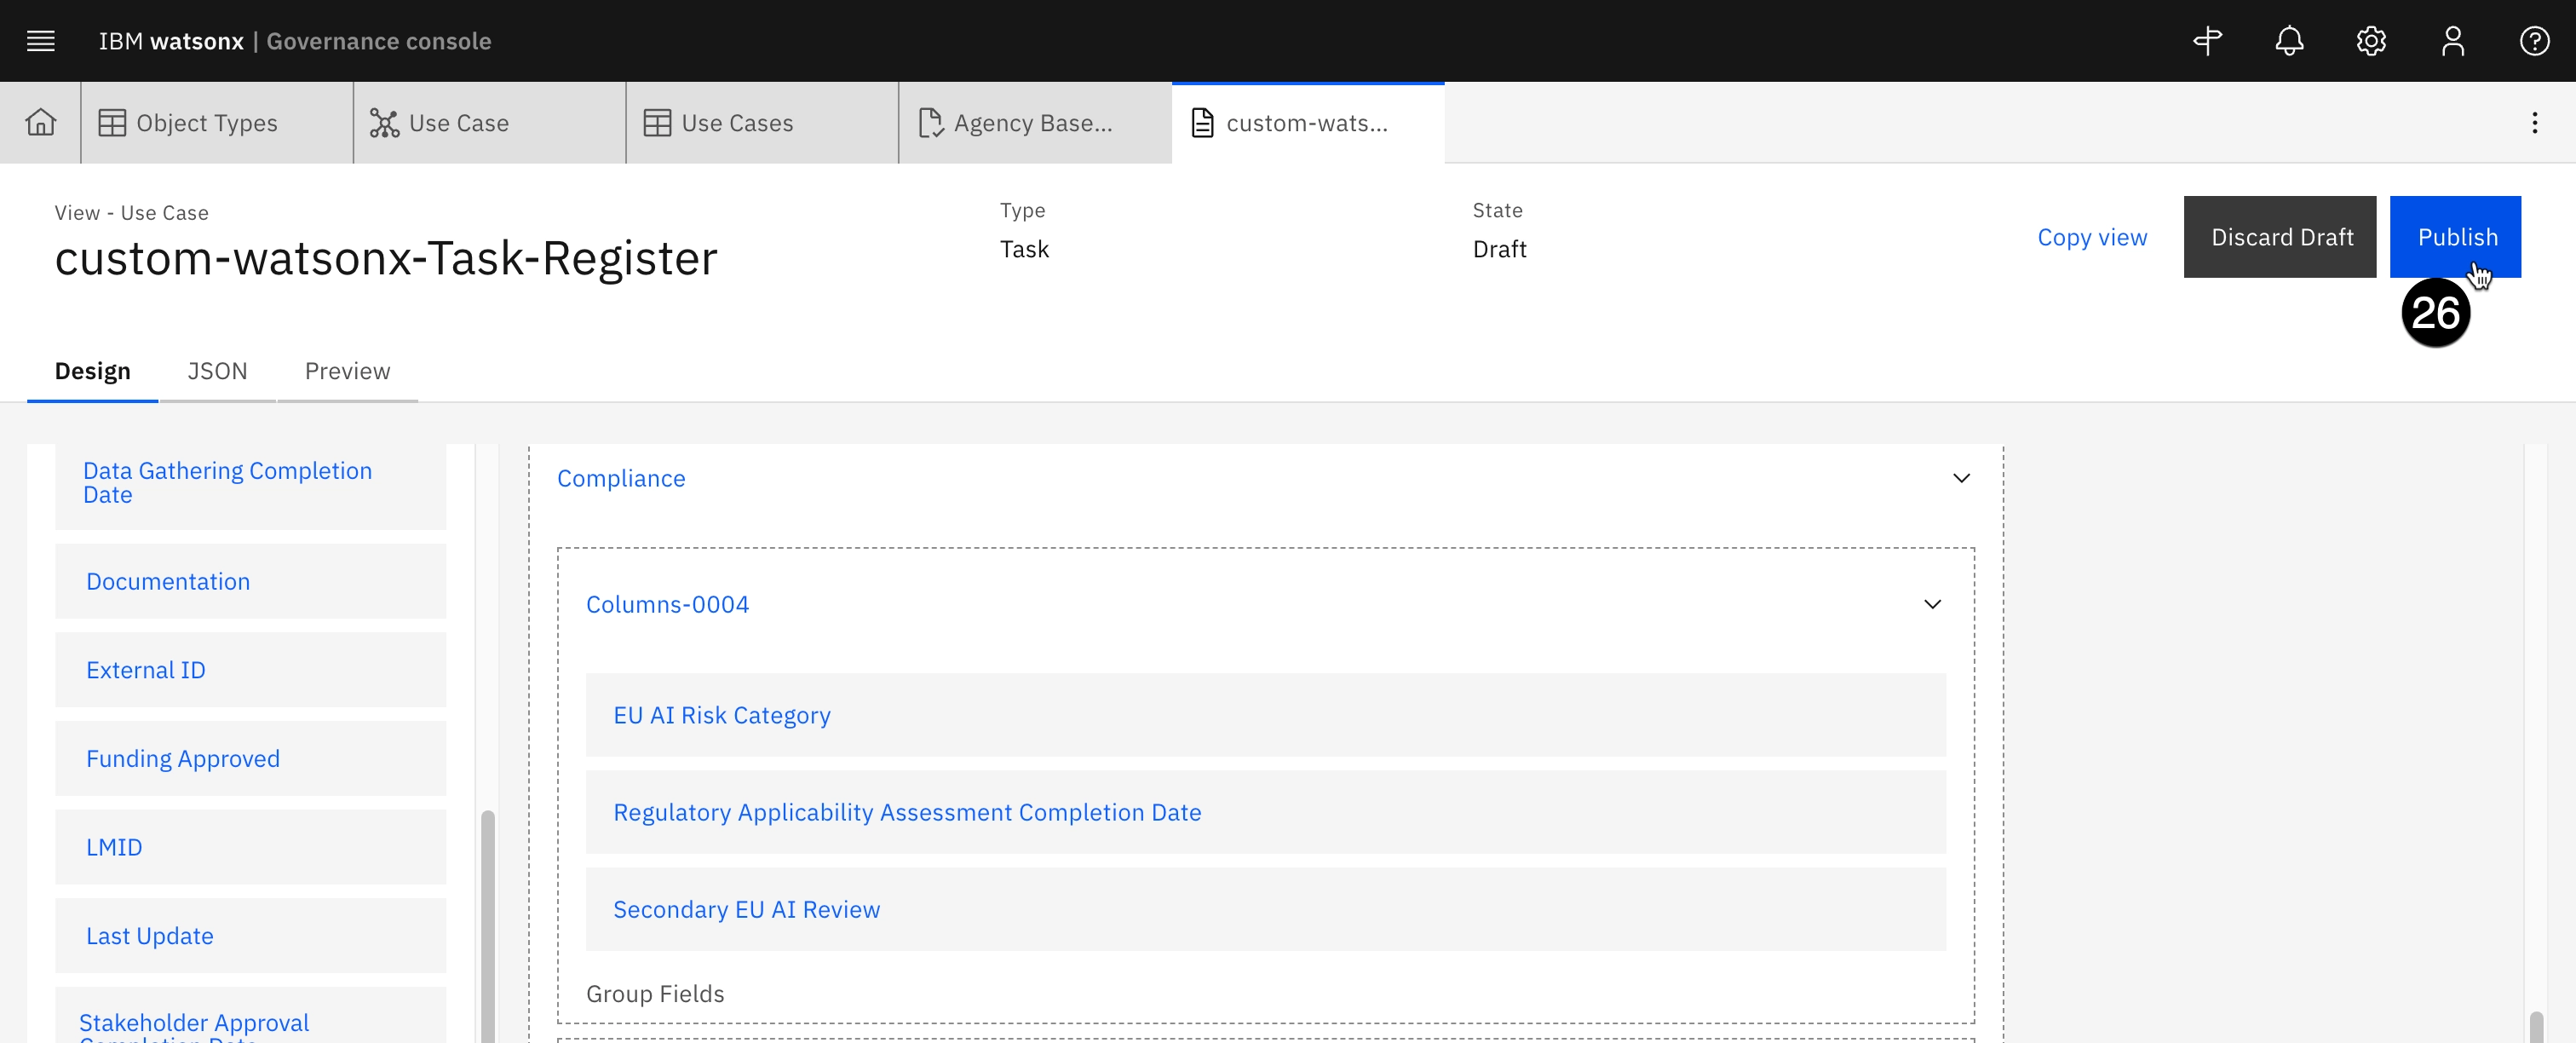 IBM watsonx | Governance console
Object Types
Use Case
Use Cases
Agency Base...
custom-wats...
View - Use Case
custom-watsonx-Task-Register
Type
Task
State
Draft
Copy view
Discard Draft
Publish
26
Design
JSON
Preview
Data Gathering Completion
Date
Documentation
External ID
Funding Approved
LMID
Last Update
Stakeholder Approval
Completion Date
Compliance
Columns-0004
EU AI Risk Category
Regulatory Applicability Assessment Completion Date
Secondary EU AI Review
Group Fields